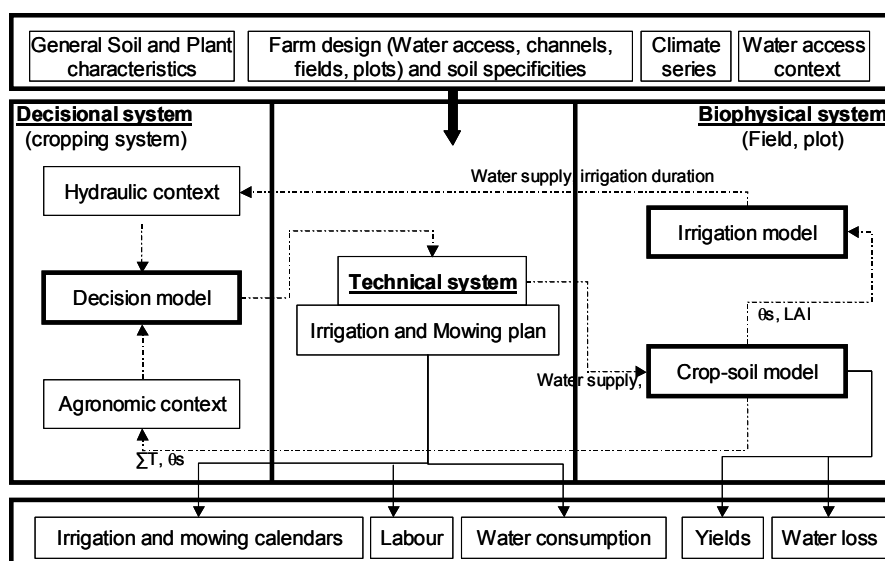 General Soil and Plant
characteristics
Farm design (Water access, channels,
fields, plots) and soil specificities
Climate
series
Water access
context
Decisional system
(cropping system)
Biophysical system
(Field, plot)
Hydraulic context
Water supply, irrigation duration
Irrigation model
Decision model
Technical system
Irrigation and Mowing plan
θs, LAI
Water supply,
Crop-soil model
Agronomic context
∑T, θs
Irrigation and mowing calendars
Labour
Water consumption
Yields
Water loss